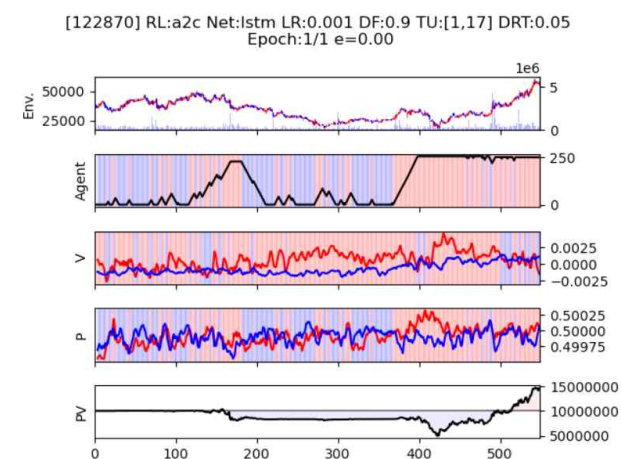 [122870] RL:a2c Net:lstm LR:0.001 DF:0.9 TU:[1,17] DRT:0.05
Epoch:1/1 e=0.00
1e6
Env.
50000
25000
5
0
Agent
250
0
V
0.0025
0.0000
−0.0025
P
0.50025
0.50000
0.49975
PV
15000000
10000000
5000000
0 100 200 300 400 500